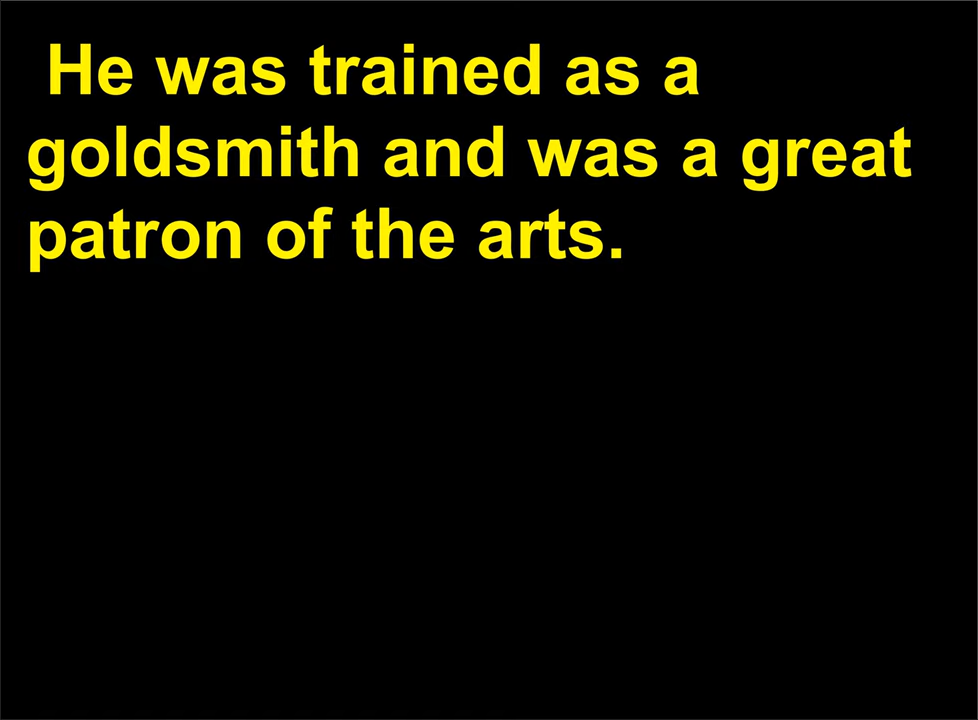 He was trained as a
goldsmith and was a great
patron of the arts.